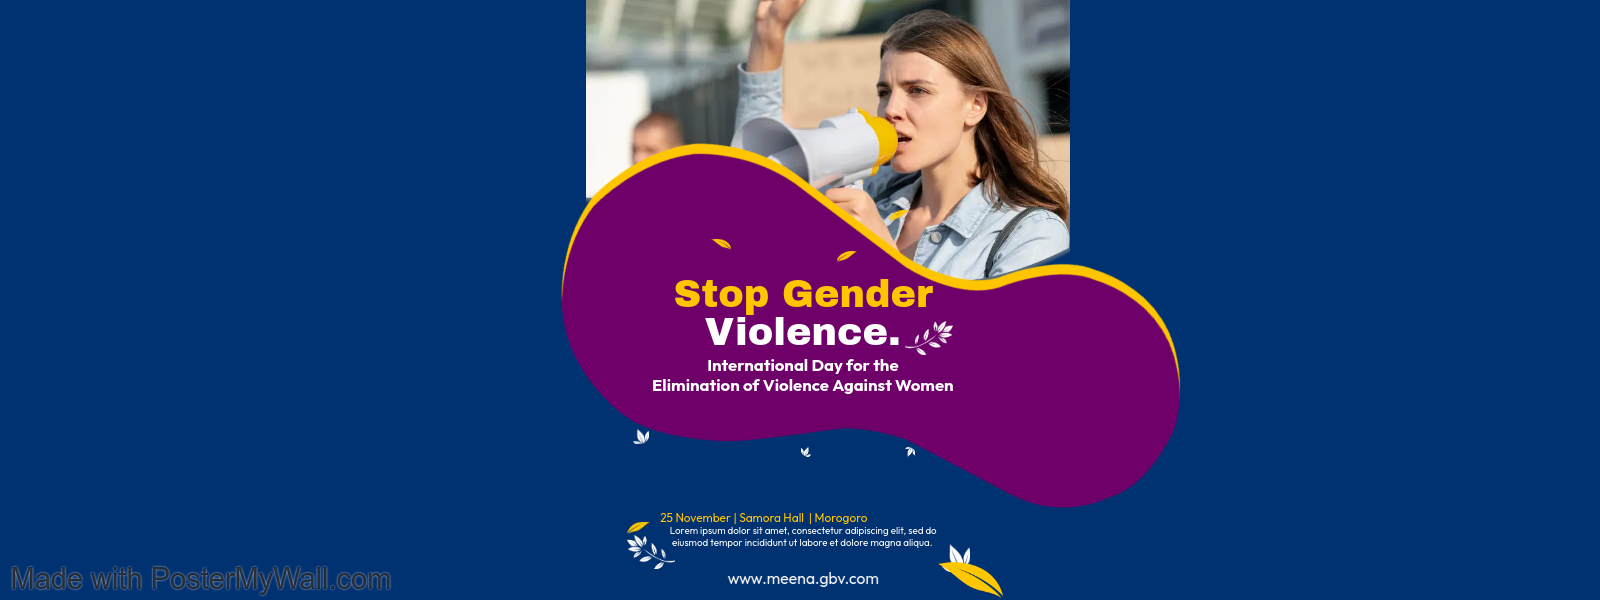 Stop Gender
Violence.
International Day for the
Elimination of Violence Against Women
25 November | Samora Hall | Morogoro
Lorem ipsum dolor sit amet, consectetur adipiscing elit, sed do
eiusmod tempor incididunt ut labore et dolore magna aliqua.
www.meena.gbv.com
Made with PosterMyWall.com